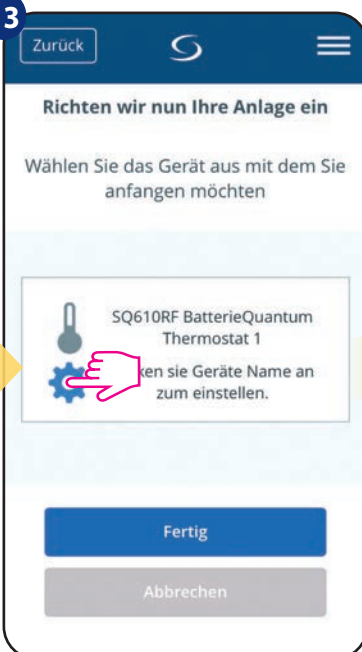 3
Zurück
Richten wir nun Ihre Anlage ein
Wählen Sie das Gerät aus mit dem Sie
anfangen möchten
SQ610RF BatterieQuantum
Thermostat 1
ken sie Geräte Name an
zum einstellen.
Fertig
Abbrechen